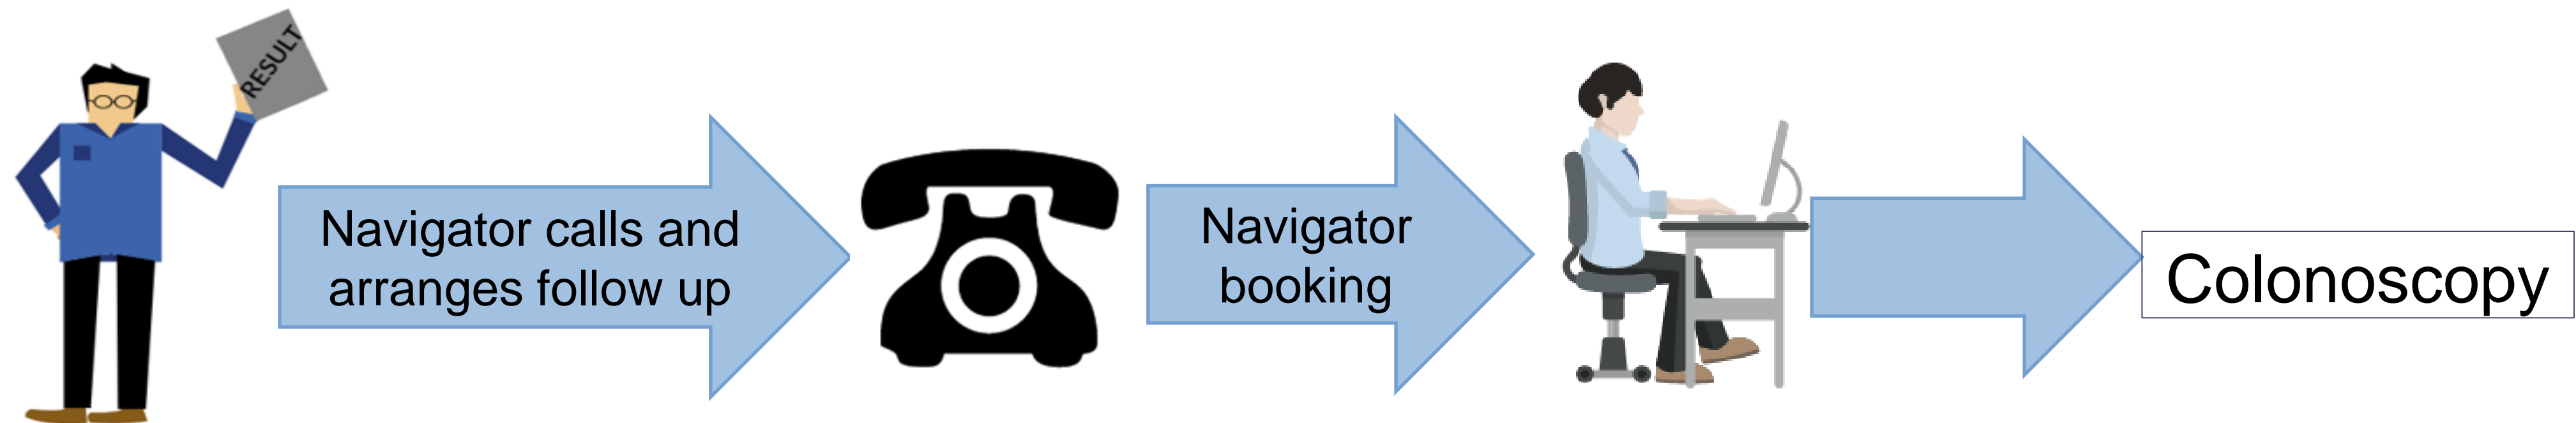 RESULT
Navigator calls and
arranges follow up
Navigator
booking
Colonoscopy